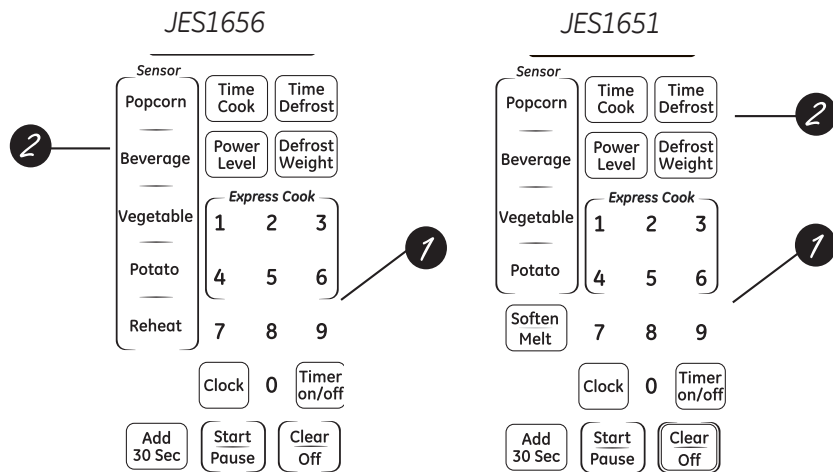 JES1656
Sensor
Popcorn
Beverage
Vegetable
Potato
Reheat
Time
Cook
Time
Defrost
Power
Level
Defrost
Weight
Express Cook
1 2 3
4 5 6
7 8 9
Clock
0
Timer
on/off
Add
30 Sec
Start
Pause
Clear
Off
2
1
JES1651
Sensor
Popcorn
Beverage
Vegetable
Potato
Soften
Melt
Time
Cook
Time
Defrost
Power
Level
Defrost
Weight
Express Cook
1 2 3
4 5 6
7 8 9
Clock
0
Timer
on/off
Add
30 Sec
Start
Pause
Clear
Off
2
1